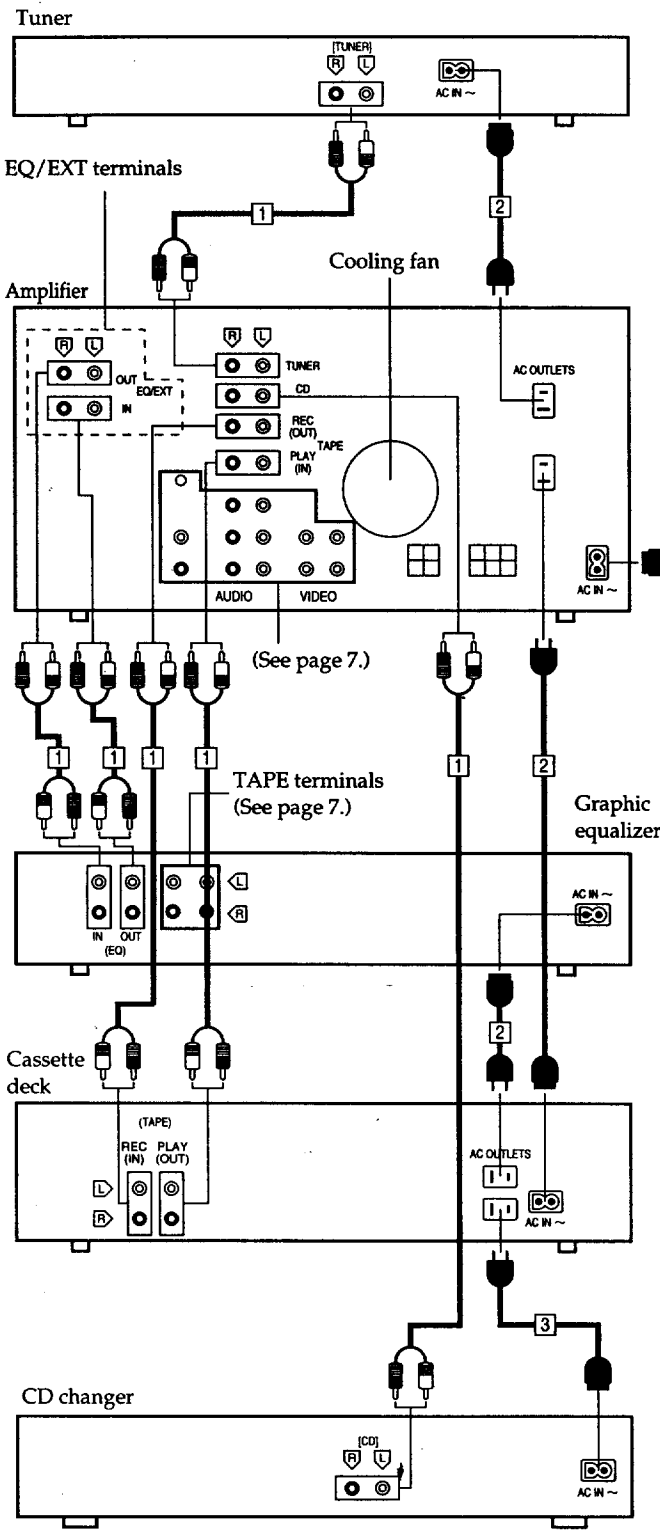 Tuner
[TUNER]
R L
AC IN ~
EQ/EXT terminals
1
2
Cooling fan
Amplifier
R L
OUT
EQ/EXT
IN
R L
TUNER
CD
REC
(OUT)
TAPE
PLAY
(IN)
AC OUTLETS
AUDIO VIDEO
AC IN ~
(See page 7.)
1 1 1 1 1 2
TAPE terminals
(See page 7.)
Graphic
equalizer
L
R
IN OUT
(EQ)
AC IN ~
2
Cassette
deck
(TAPE)
REC PLAY
(IN) (OUT)
L
R
AC OUTLETS
AC IN ~
3
CD changer
[CD]
R L
AC IN ~